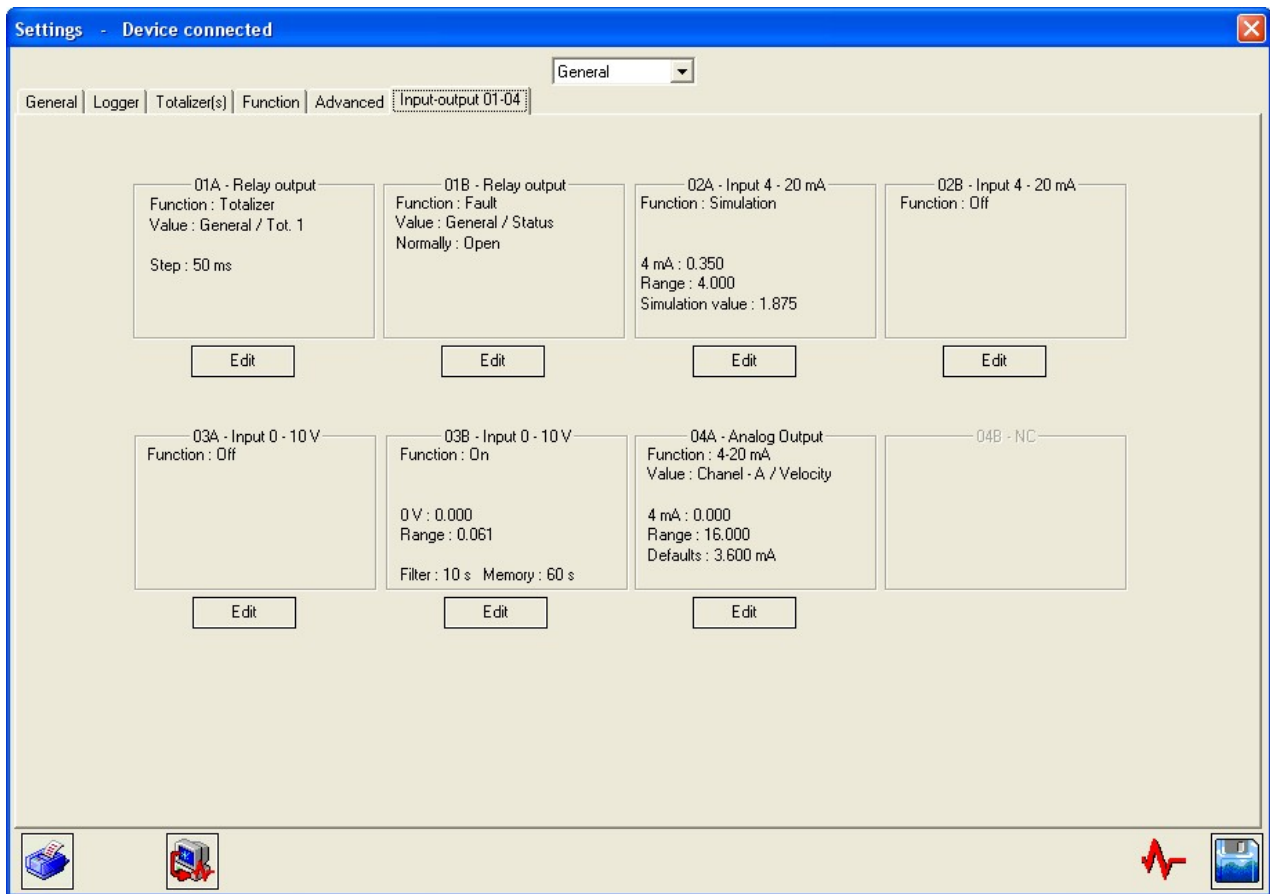 Settings - Device connected
General
General Logger Totalizer(s) Function Advanced Input-output 01-04
01A - Relay output
Function : Totalizer
Value : General / Tot. 1
Step : 50 ms
Edit
01B - Relay output
Function : Fault
Value : General / Status
Normally : Open
Edit
02A - Input 4 - 20 mA
Function : Simulation
4 mA : 0.350
Range : 4.000
Simulation value : 1.875
Edit
02B - Input 4 - 20 mA
Function : Off
Edit
03A - Input 0 - 10 V
Function : Off
Edit
03B - Input 0 - 10 V
Function : On
0 V : 0.000
Range : 0.061
Filter : 10 s Memory : 60 s
Edit
04A - Analog Output
Function : 4-20 mA
Value : Chanel - A / Velocity
4 mA : 0.000
Range : 16.000
Defaults : 3.600 mA
Edit
04B - NC